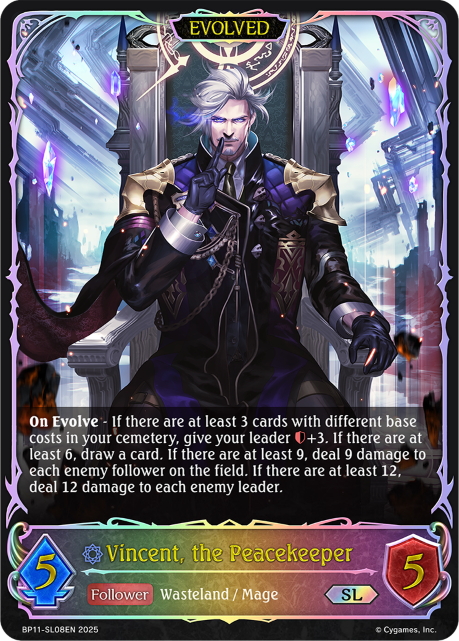 EVOLVED
On Evolve - If there are at least 3 cards with different base
costs in your cemetery, give your leader +3. If there are at
least 6, draw a card. If there are at least 9, deal 9 damage to
each enemy follower on the field. If there are at least 12,
deal 12 damage to each enemy leader.
5
Vincent, the Peacekeeper
5
Follower
Wasteland / Mage
SL
BP11-SL08EN 2025
© Cygames, Inc.